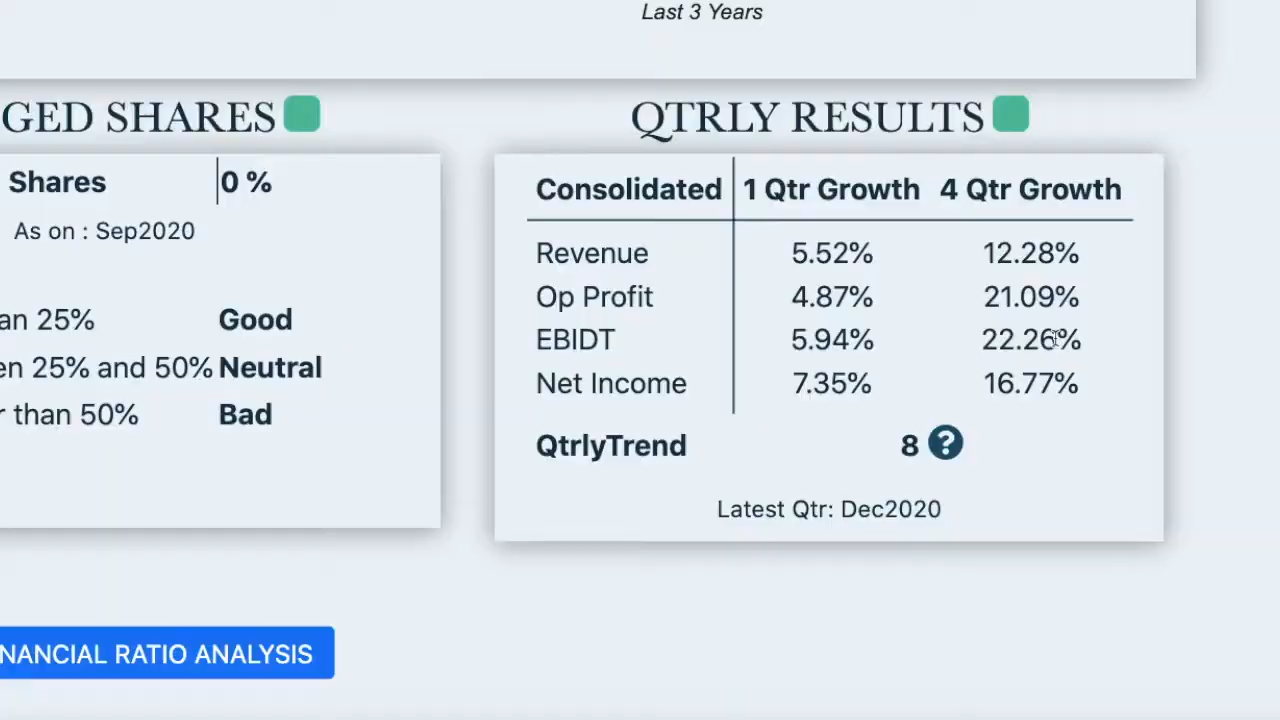 Last 3 Years
GED SHARES
Shares 0 %
As on : Sep2020
an 25% Good
en 25% and 50% Neutral
r than 50% Bad
QTRLY RESULTS
Consolidated 1 Qtr Growth 4 Qtr Growth
Revenue 5.52% 12.28%
Op Profit 4.87% 21.09%
EBIDT 5.94% 22.26%
Net Income 7.35% 16.77%
QtrlyTrend 8 ?
Latest Qtr: Dec2020
NANCIAL RATIO ANALYSIS